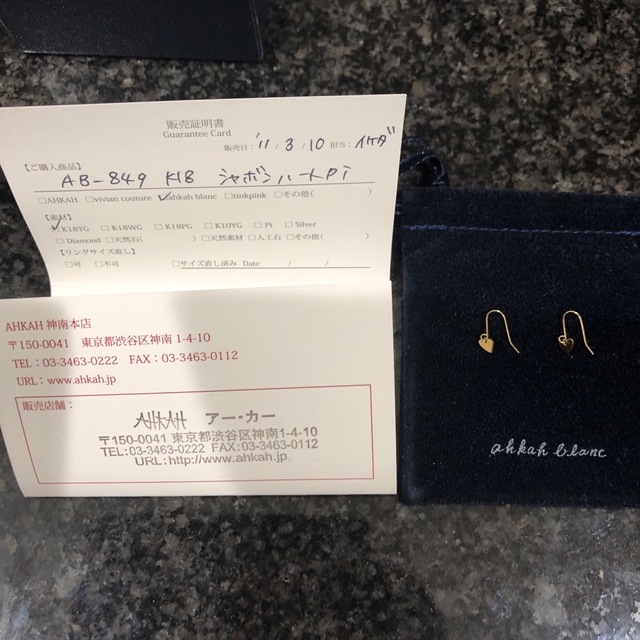 販売証明書
Guarantee Card
販売日: '11/3/10 担当: イケダ
【ご購入商品】
AB-849 K18 シャボンハートPi
□AHKAH □vivian couture ☑ahkah blanc □tinkpink □その他( )
【素材】
☑K18YG □K18WG □K18PG □K10YG □Pt □Silver
□Diamond □天然石( ) □天然素材 □人工石 □その他( )
【リングサイズ直し】
□可 □不可 □サイズ直し済み Date: / /
AHKAH 神南本店
〒150-0041 東京都渋谷区神南 1-4-10
TEL:03-3463-0222 FAX:03-3463-0112
URL:www.ahkah.jp
販売店舗:
AHKAH アー・カー
〒150-0041 東京都渋谷区神南1-4-10
TEL:03-3463-0222 FAX:03-3463-0112
URL:http://www.ahkah.jp
ahkah blanc